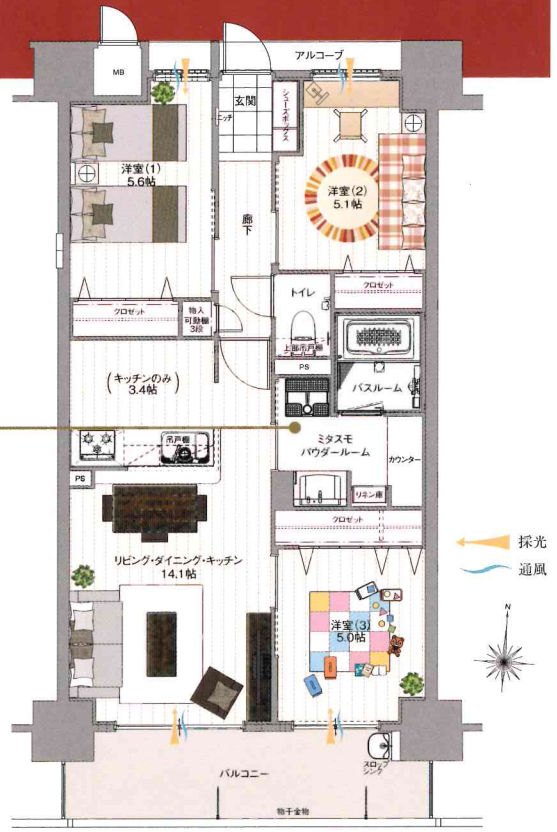 MB
アルコーブ
玄関
ニッチ
シューズボックス
洋室(1)
5.6帖
洋室(2)
5.1帖
廊下
クロゼット
物入
可動棚
3段
トイレ
上部吊戸棚
PS
クロゼット
バスルーム
(キッチンのみ)
3.4帖
吊戸棚
PS
ミタスモ
パウダールーム
カウンター
リネン庫
クロゼット
リビング・ダイニング・キッチン
14.1帖
洋室(3)
5.0帖
採光
通風
N
スロップ
シンク
バルコニー
物干金物